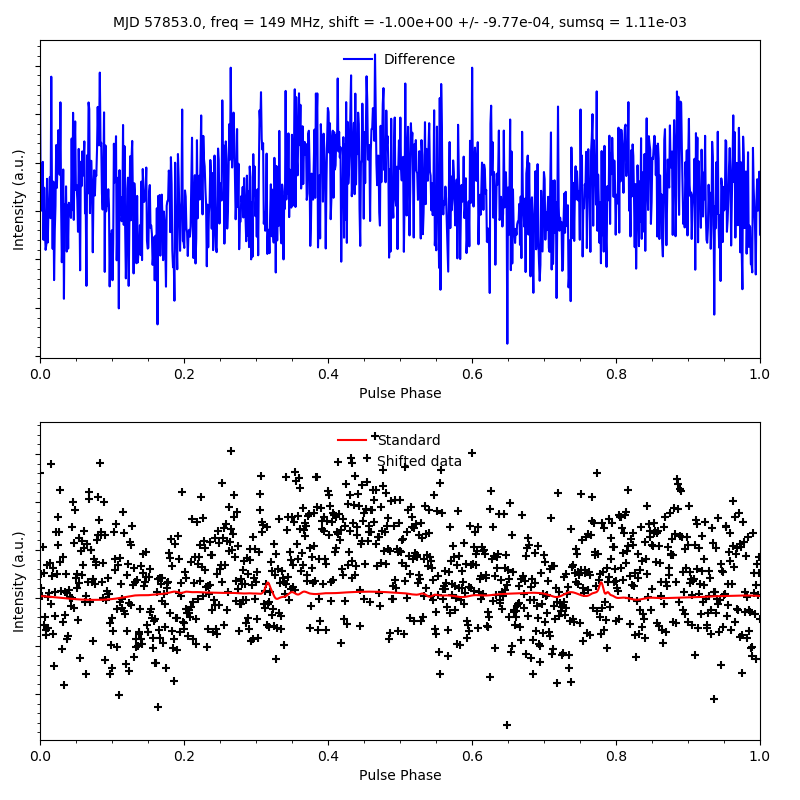 MJD 57853.0, freq = 149 MHz, shift = -1.00e+00 +/- -9.77e-04, sumsq = 1.11e-03
Difference
Intensity (a.u.)
0.0 0.2 0.4 0.6 0.8 1.0
Pulse Phase
Standard
Shifted data
Intensity (a.u.)
0.0 0.2 0.4 0.6 0.8 1.0
Pulse Phase